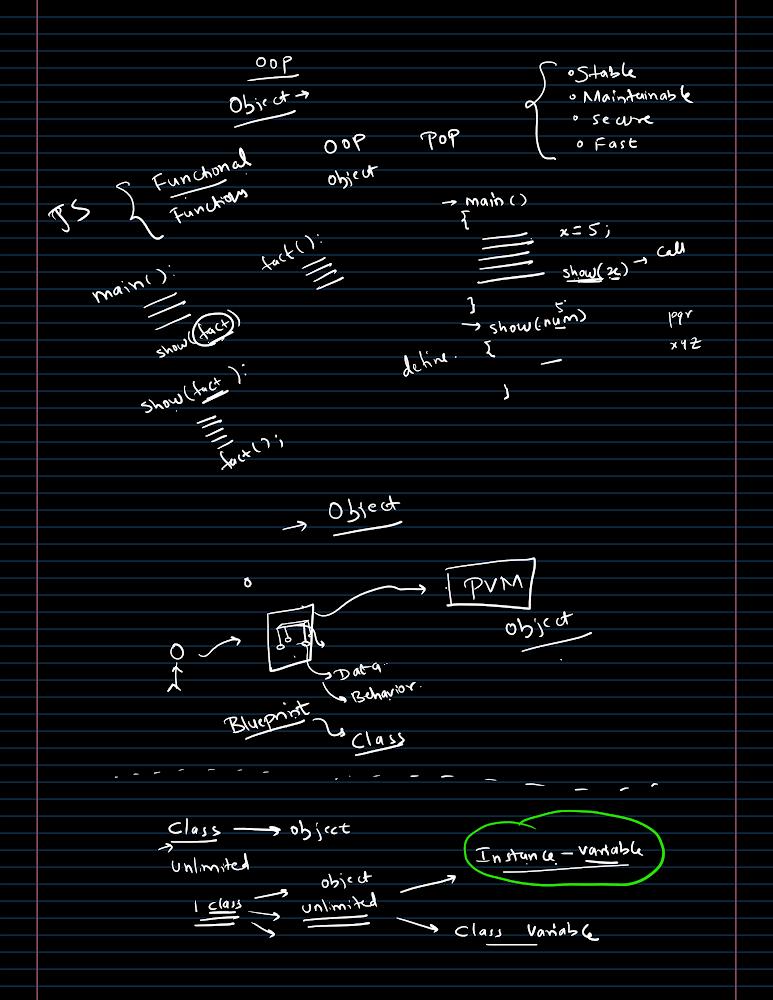 OOP
Object →
• Stable
• Maintainable
• secure
• Fast
OOP POP
object
JS
Functional
Functions
main():
show(fact)
fact():
show(fact):
fact();
→ main()
{
x = 5;
show(x) → call
}
5
→ show(num)
define.
{
}
pqr
xyz
→ Object
PVM
Object
Data
Behavior.
Blueprint
Class
Class → object
→
unlimited
object
1 class → unlimited
Instance - variable
Class Variable